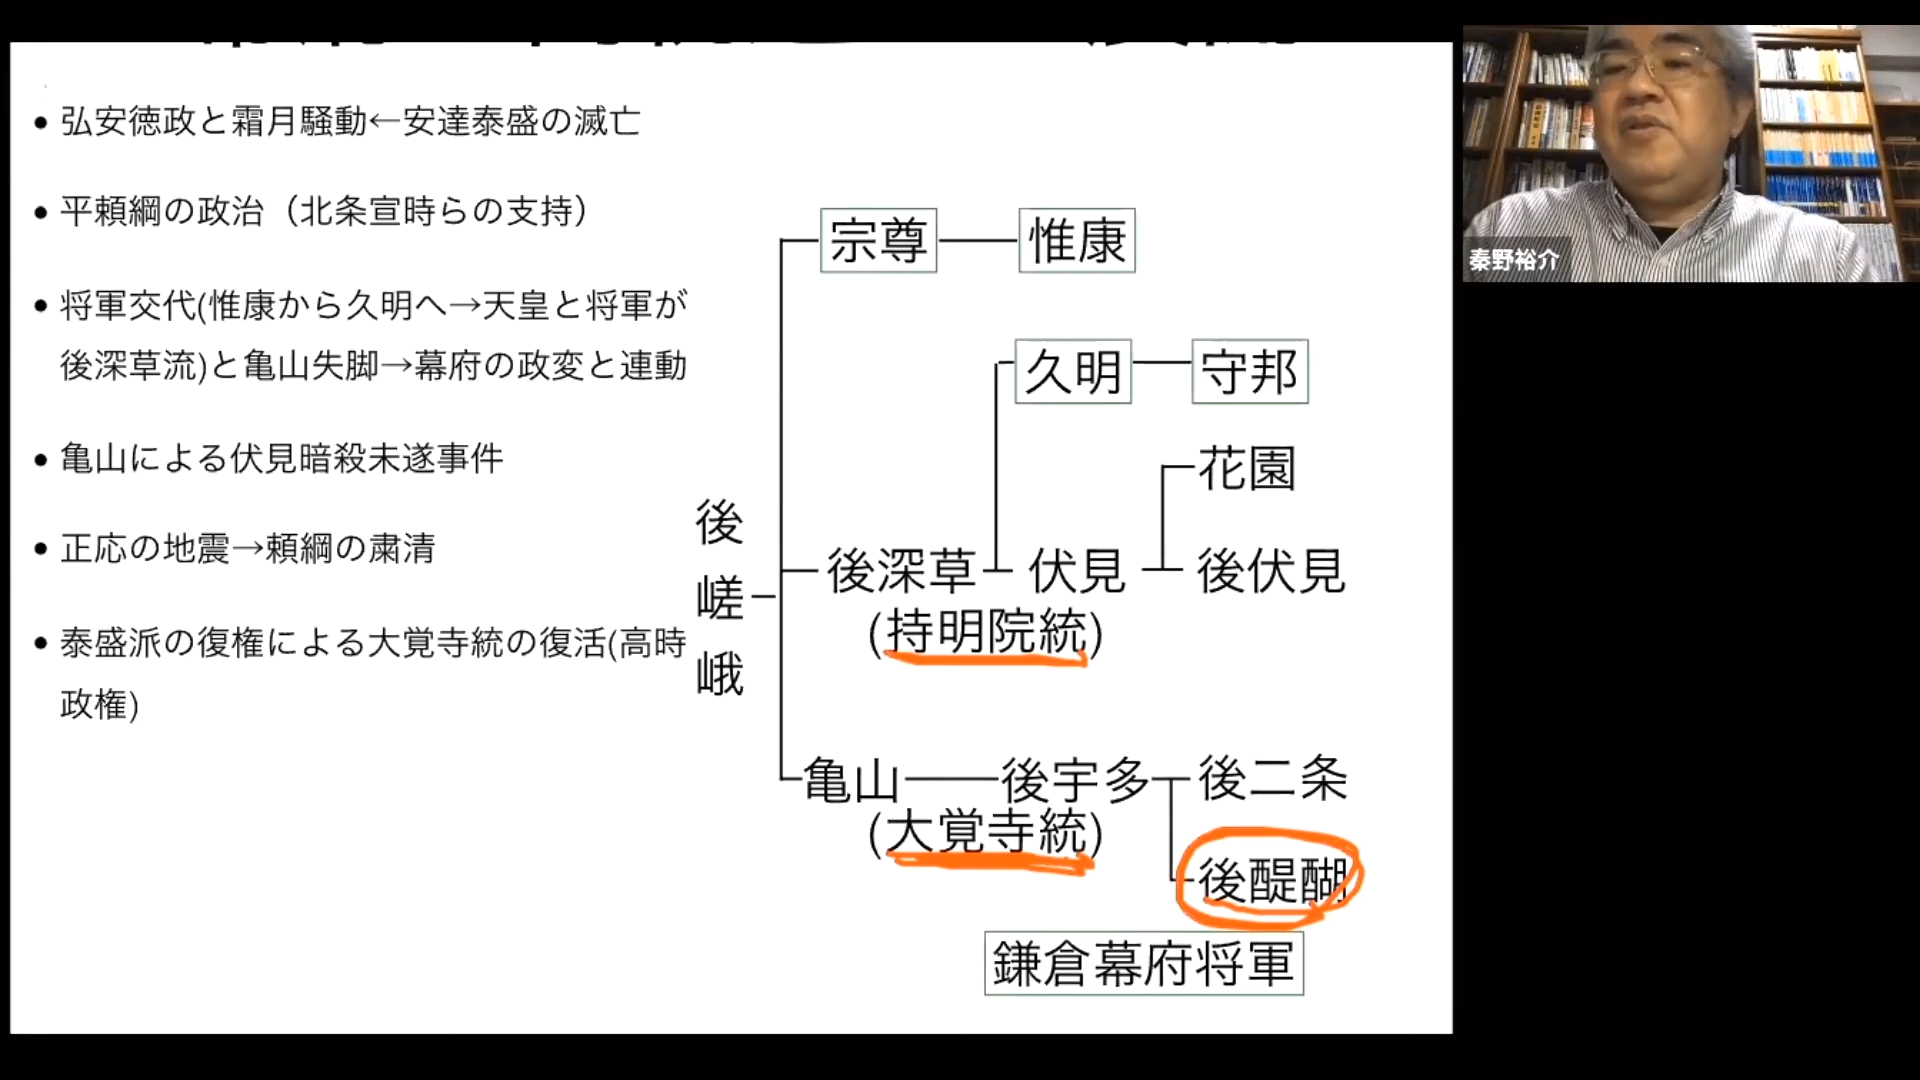 • 弘安徳政と霜月騒動←安達泰盛の滅亡
• 平頼綱の政治（北条宣時らの支持）
• 将軍交代(惟康から久明へ→天皇と将軍が
後深草流)と亀山失脚→幕府の政変と連動
• 亀山による伏見暗殺未遂事件
• 正応の地震→頼綱の粛清
• 泰盛派の復権による大覚寺統の復活(高時
政権)
後嵯峨
宗尊
惟康
久明
守邦
花園
後深草
伏見
後伏見
(持明院統)
亀山
後宇多
後二条
(大覚寺統)
後醍醐
鎌倉幕府将軍
秦野裕介